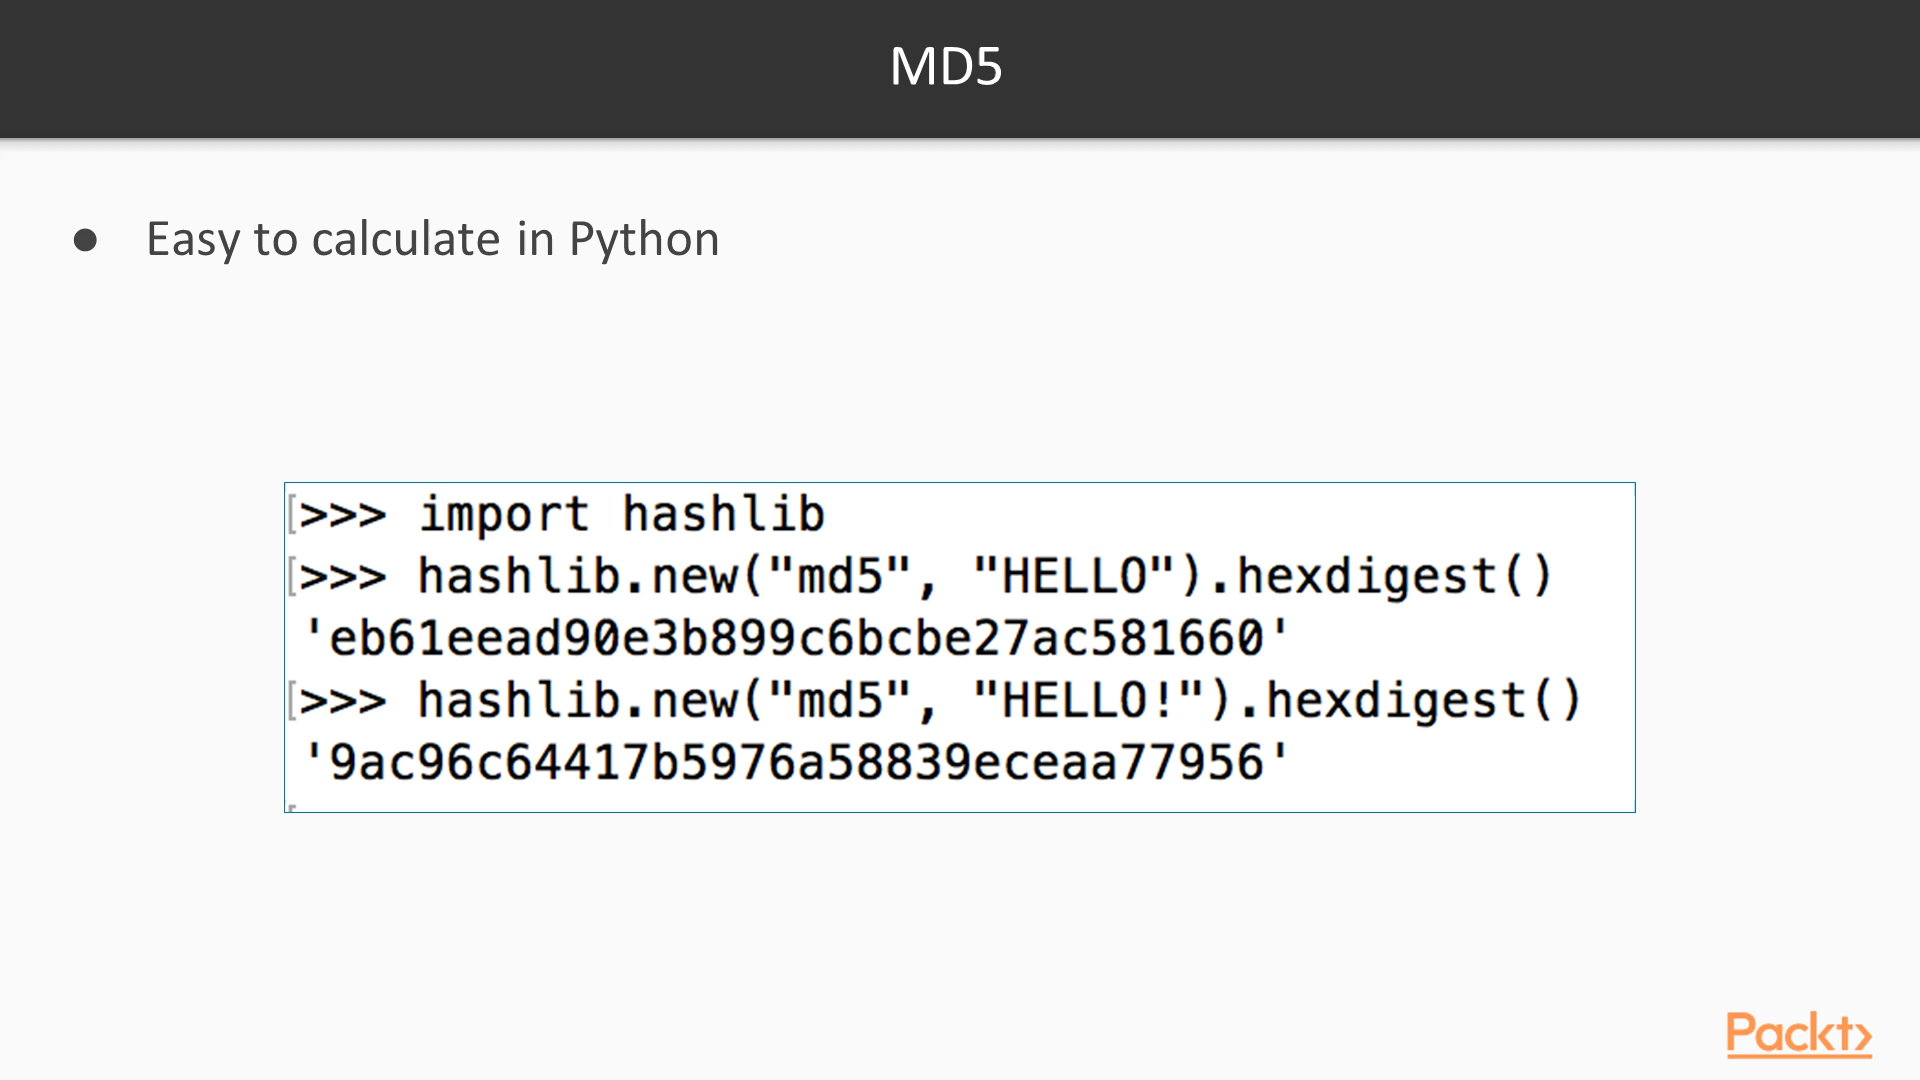 MD5
● Easy to calculate in Python
[>>> import hashlib
[>>> hashlib.new("md5", "HELLO").hexdigest()
'eb61eead90e3b899c6bcbe27ac581660'
[>>> hashlib.new("md5", "HELLO!").hexdigest()
'9ac96c64417b5976a58839eceaa77956'
Packt>